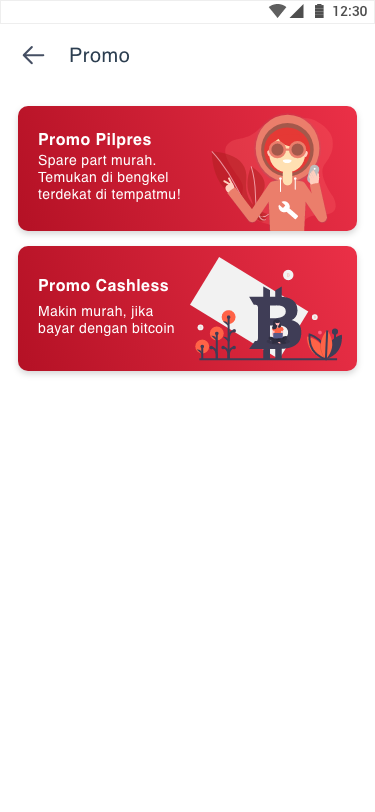 12:30
Promo
Promo Pilpres
Spare part murah.
Temukan di bengkel
terdekat di tempatmu!
Promo Cashless
Makin murah, jika
bayar dengan bitcoin